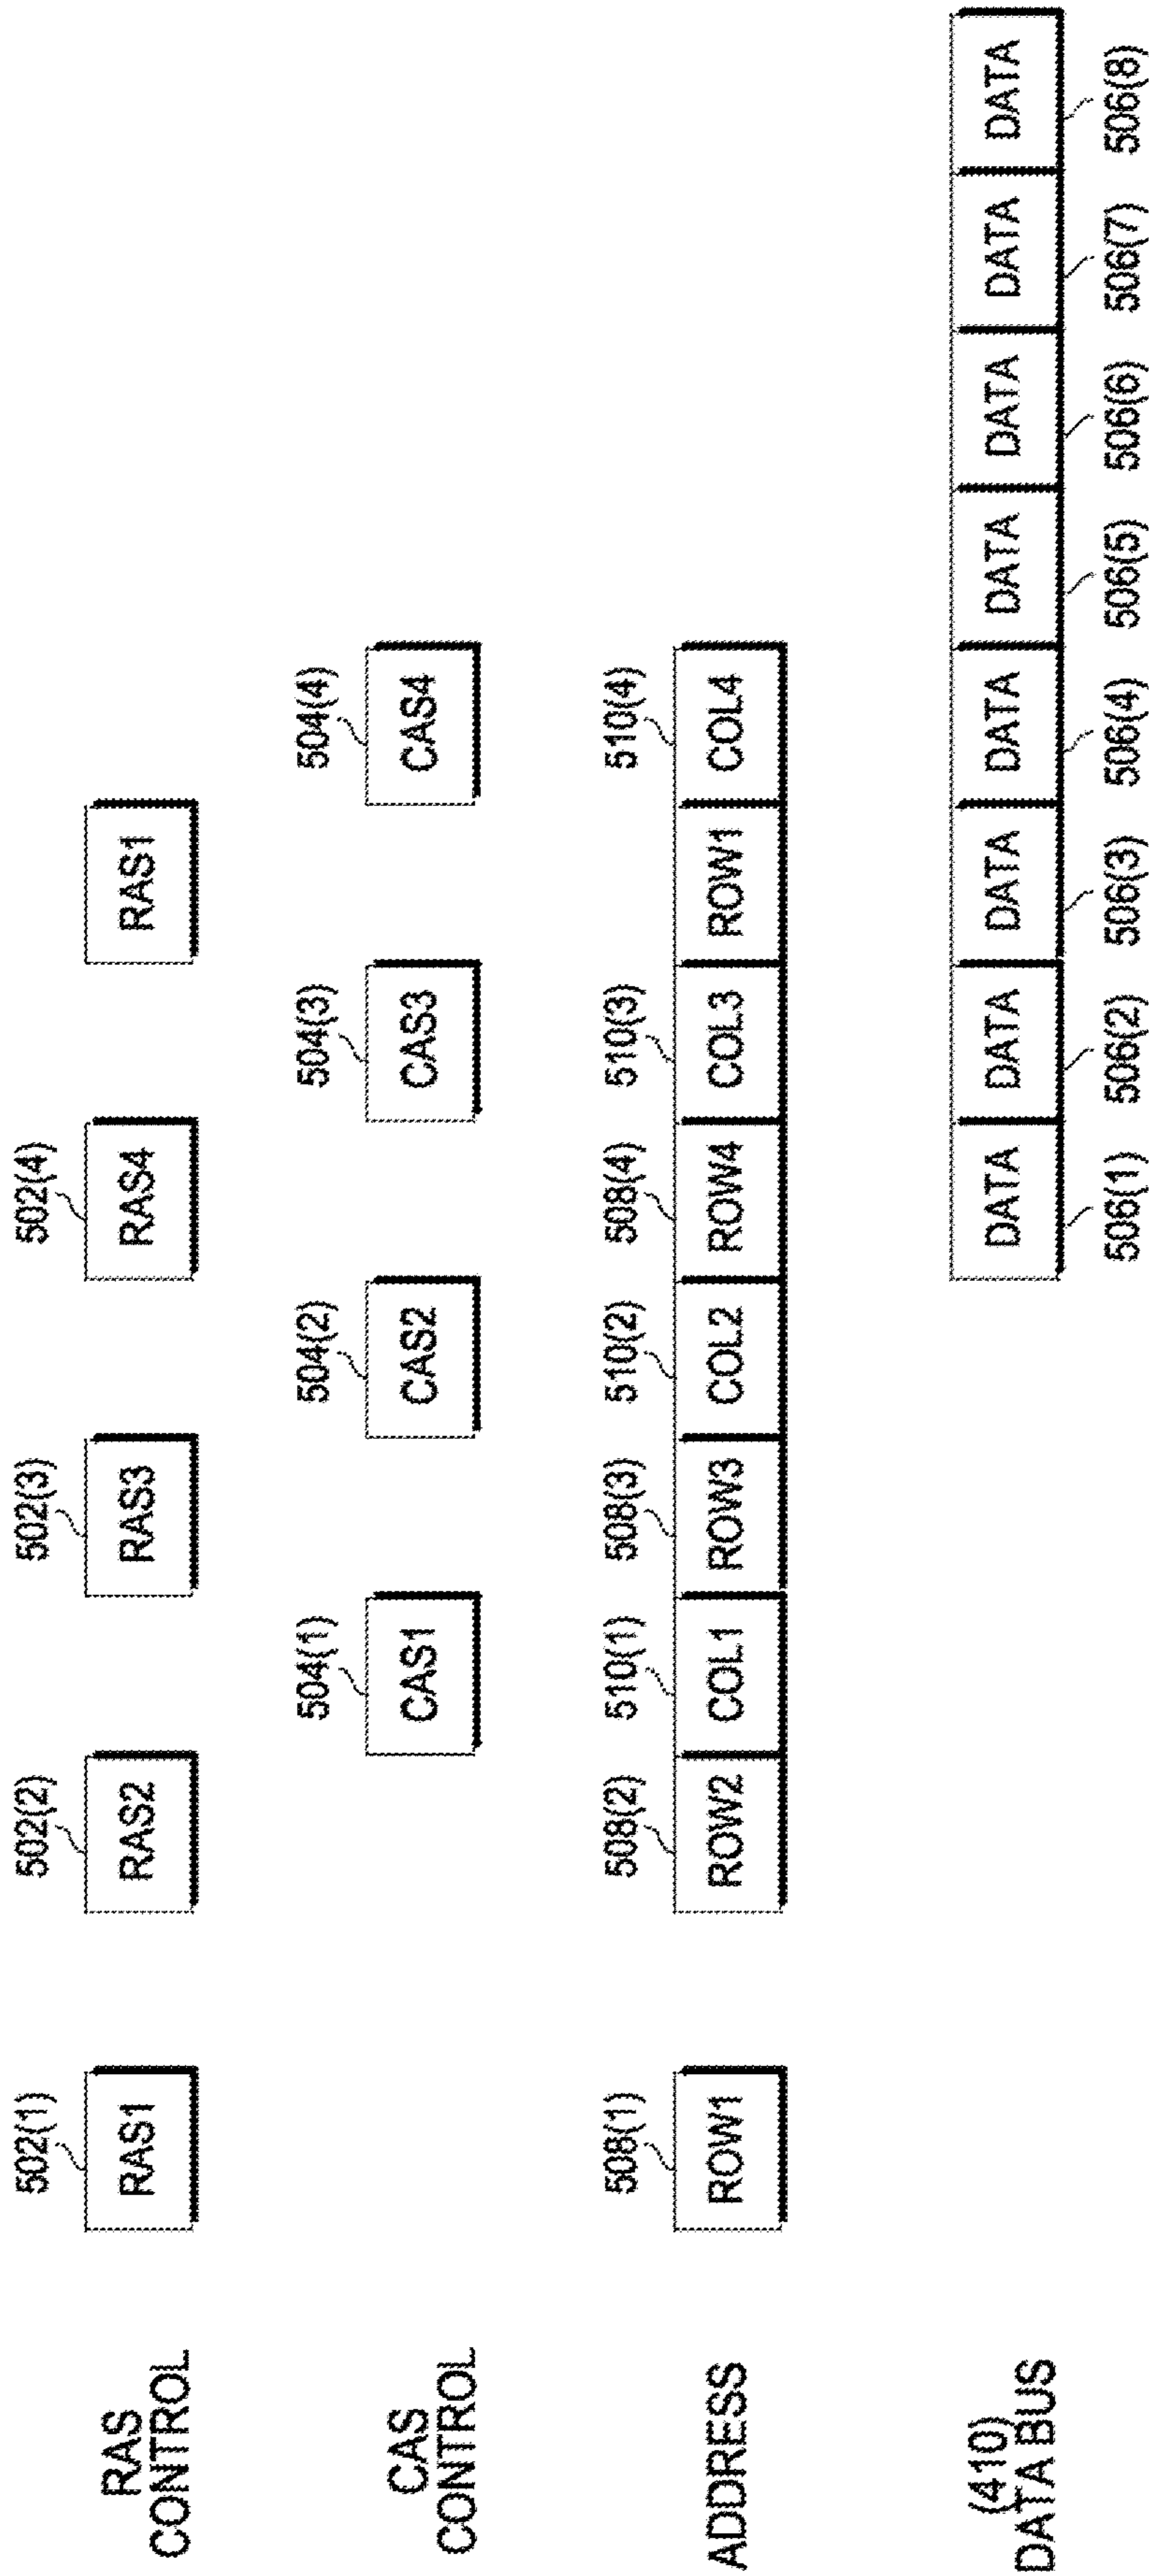 502(1) 502(2) 502(3) 502(4)
RAS CONTROL RAS1 RAS2 RAS3 RAS4 RAS1
504(1) 504(2) 504(3) 504(4)
CAS CONTROL CAS1 CAS2 CAS3 CAS4
508(1) 508(2) 510(1) 508(3) 510(2) 508(4) 510(3) 510(4)
ADDRESS ROW1 ROW2 COL1 ROW3 COL2 ROW4 COL3 ROW1 COL4
(410)
DATA BUS DATA DATA DATA DATA DATA DATA DATA DATA
506(1) 506(2) 506(3) 506(4) 506(5) 506(6) 506(7) 506(8)